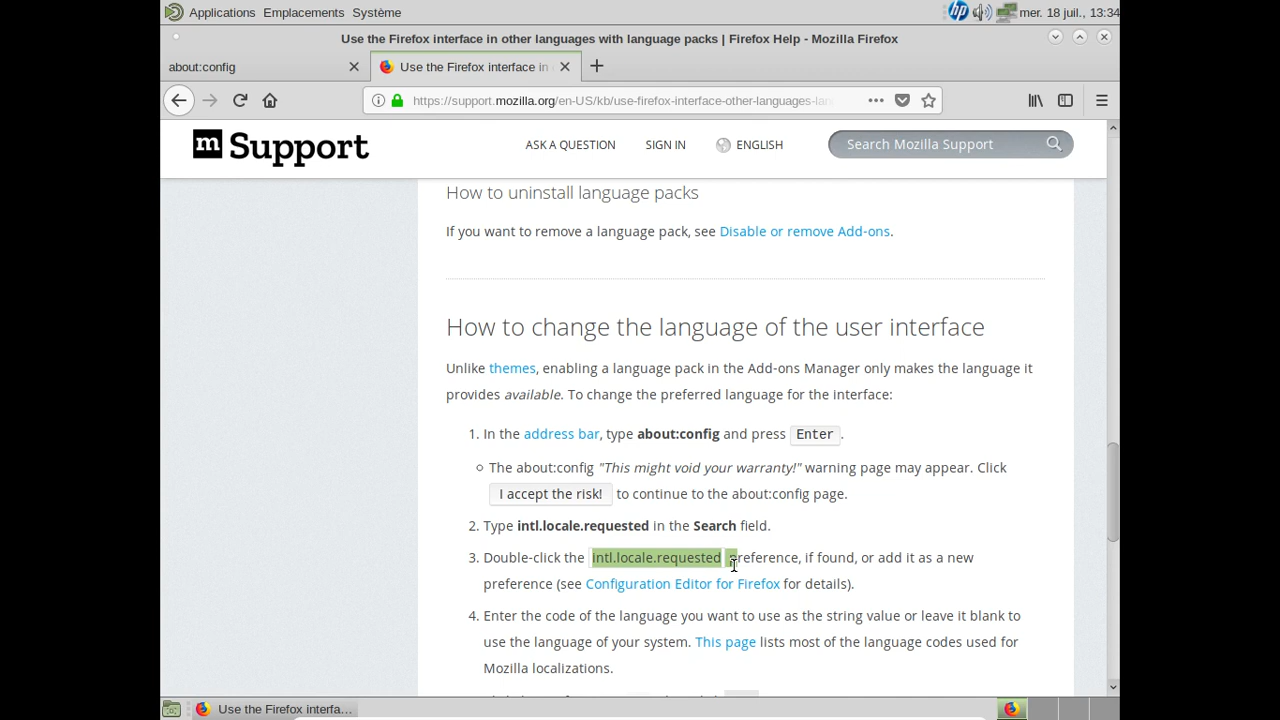 Applications Emplacements Système
mer. 18 juil., 13:34
Use the Firefox interface in other languages with language packs | Firefox Help - Mozilla Firefox
about:config
Use the Firefox interface in
https://support.mozilla.org/en-US/kb/use-firefox-interface-other-languages-lan
m Support
ASK A QUESTION
SIGN IN
ENGLISH
Search Mozilla Support
How to uninstall language packs
If you want to remove a language pack, see Disable or remove Add-ons.
How to change the language of the user interface
Unlike themes, enabling a language pack in the Add-ons Manager only makes the language it
provides available. To change the preferred language for the interface:
1. In the address bar, type about:config and press Enter.
The about:config "This might void your warranty!" warning page may appear. Click
I accept the risk! to continue to the about:config page.
2. Type intl.locale.requested in the Search field.
3. Double-click the intl.locale.requested preference, if found, or add it as a new
preference (see Configuration Editor for Firefox for details).
4. Enter the code of the language you want to use as the string value or leave it blank to
use the language of your system. This page lists most of the language codes used for
Mozilla localizations.
Use the Firefox interfa...